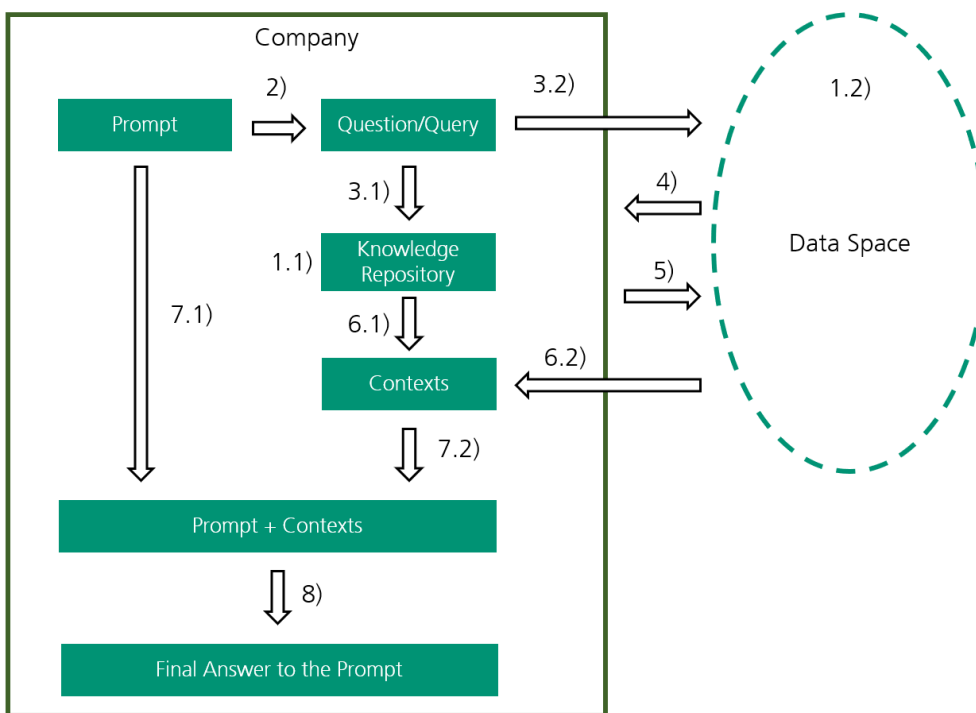 Company
2)
3.2)
1.2)
Prompt
Question/Query
3.1)
4)
1.1)
Knowledge
Repository
Data Space
5)
7.1)
6.1)
6.2)
Contexts
7.2)
Prompt + Contexts
8)
Final Answer to the Prompt